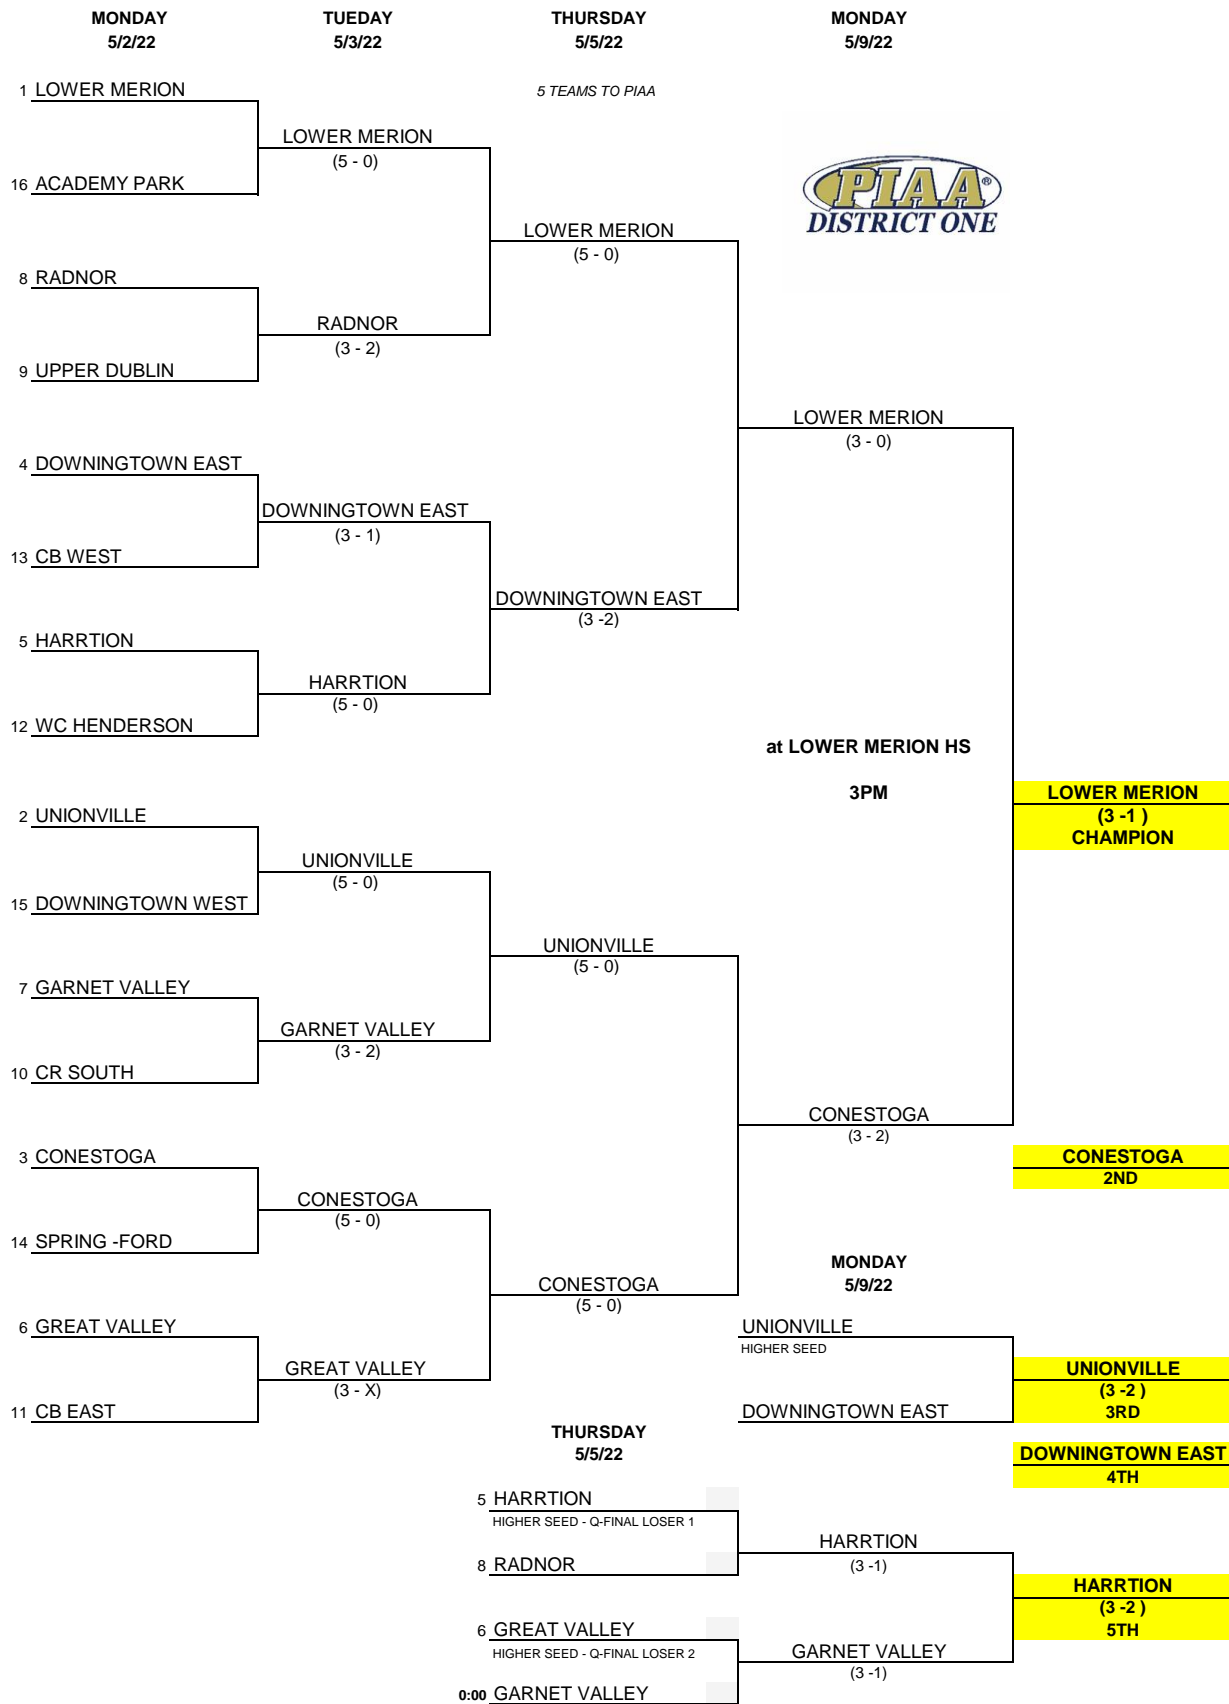 MONDAY TUEDAY THURSDAY MONDAY
5/2/22 5/3/22 5/5/22 5/9/22
1 LOWER MERION 5 TEAMS TO PIAA
LOWER MERION
(5 - 0)
16 ACADEMY PARK
PIAA®
DISTRICT ONE
LOWER MERION
(5 - 0)
8 RADNOR
RADNOR
(3 - 2)
9 UPPER DUBLIN
LOWER MERION
(3 - 0)
4 DOWNINGTOWN EAST
DOWNINGTOWN EAST
(3 - 1)
13 CB WEST
DOWNINGTOWN EAST
(3 -2)
5 HARRTION
HARRTION
(5 - 0)
12 WC HENDERSON
at LOWER MERION HS
3PM
LOWER MERION
(3 -1 )
CHAMPION
2 UNIONVILLE
UNIONVILLE
(5 - 0)
15 DOWNINGTOWN WEST
UNIONVILLE
(5 - 0)
7 GARNET VALLEY
GARNET VALLEY
(3 - 2)
10 CR SOUTH
CONESTOGA
(3 - 2)
3 CONESTOGA
CONESTOGA
2ND
CONESTOGA
(5 - 0)
14 SPRING -FORD
MONDAY
5/9/22
CONESTOGA
(5 - 0)
6 GREAT VALLEY
UNIONVILLE
HIGHER SEED
GREAT VALLEY
(3 - X)
UNIONVILLE
(3 -2 )
3RD
11 CB EAST
DOWNINGTOWN EAST
THURSDAY
5/5/22
DOWNINGTOWN EAST
4TH
5 HARRTION
HIGHER SEED - Q-FINAL LOSER 1
HARRTION
(3 -1)
8 RADNOR
HARRTION
(3 -2 )
5TH
6 GREAT VALLEY
HIGHER SEED - Q-FINAL LOSER 2
GARNET VALLEY
(3 -1)
0:00 GARNET VALLEY